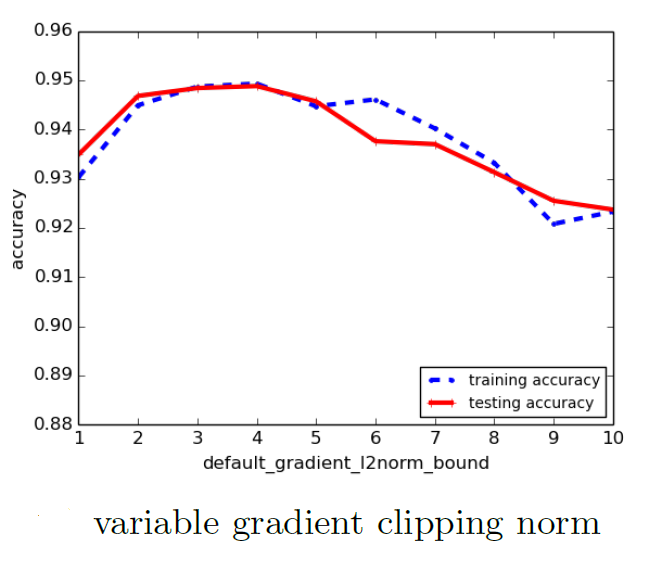 0.96
0.95
0.94
0.93
0.92
0.91
0.90
0.89
0.88
accuracy
training accuracy
testing accuracy
1 2 3 4 5 6 7 8 9 10
default_gradient_l2norm_bound
variable gradient clipping norm